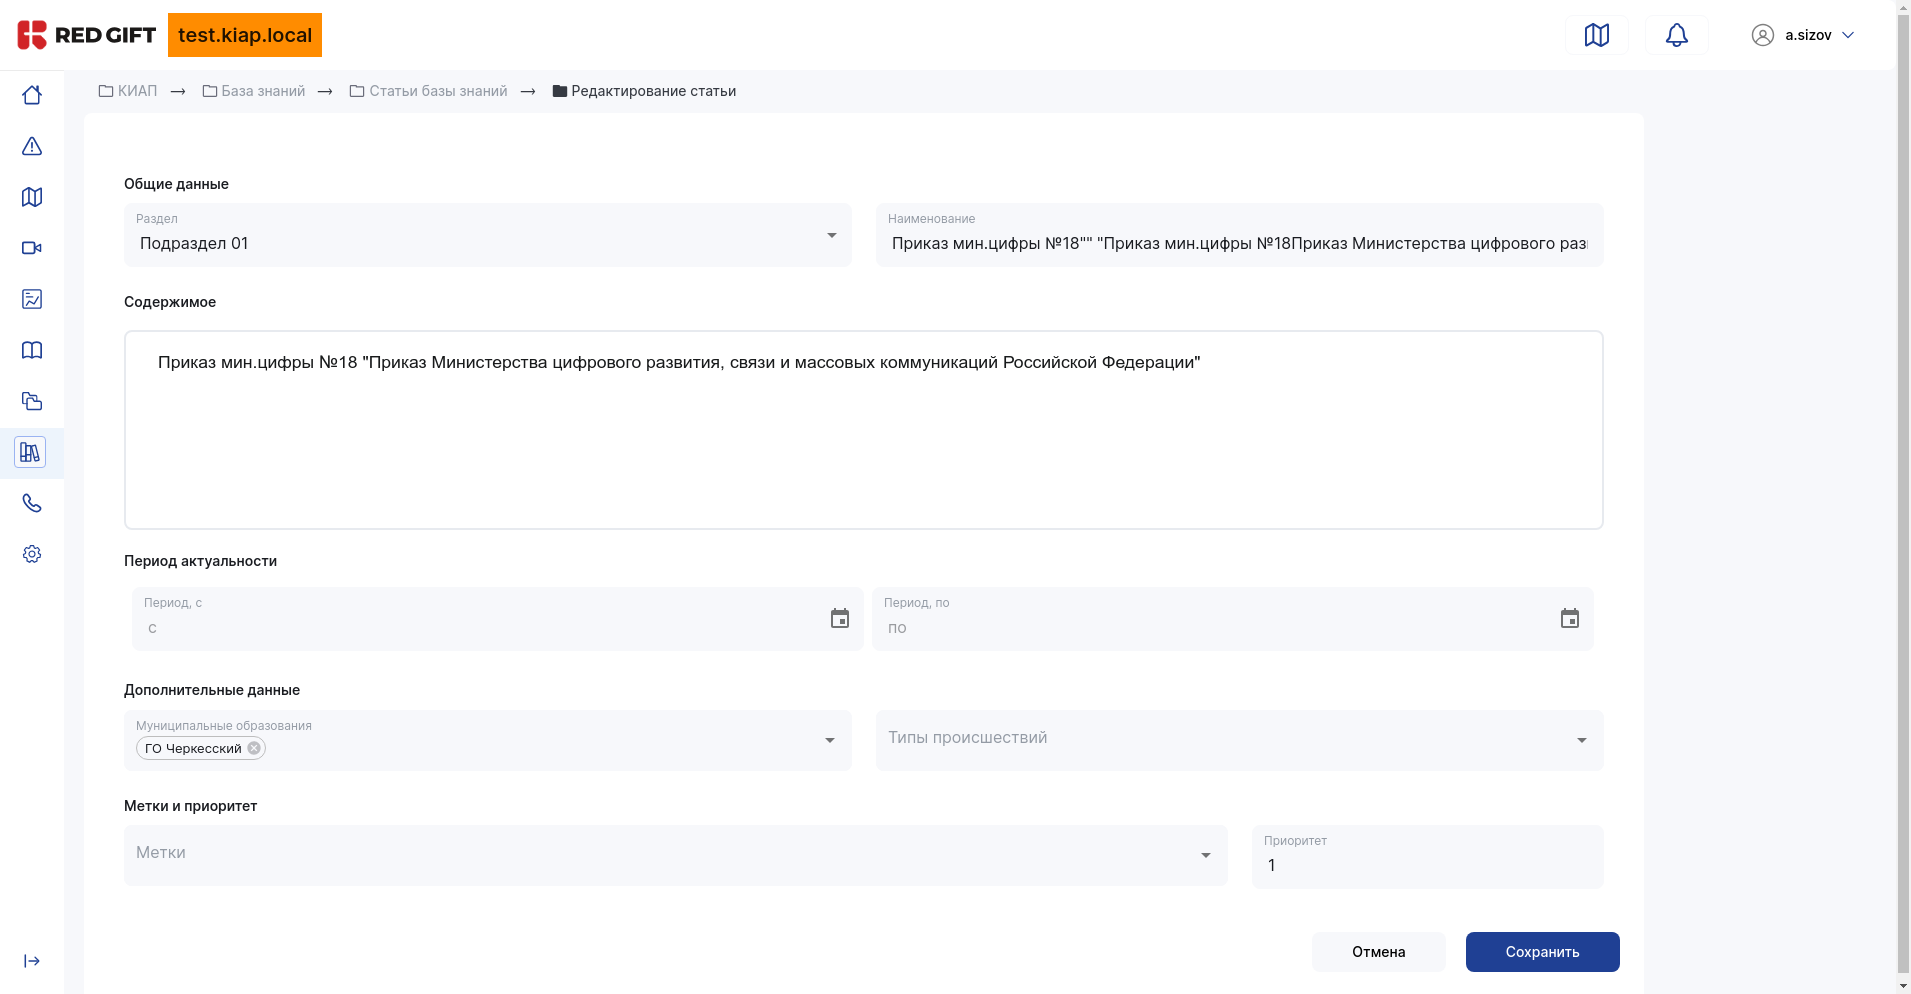 RED GIFT
test.kiap.local
a.sizov
КИАП → База знаний → Статьи базы знаний → Редактирование статьи
Общие данные
Раздел
Подраздел 01
Наименование
Приказ мин.цифры №18"" "Приказ мин.цифры №18Приказ Министерства цифрового раз
Содержимое
Приказ мин.цифры №18 "Приказ Министерства цифрового развития, связи и массовых коммуникаций Российской Федерации"
Период актуальности
Период, с
с
Период, по
по
Дополнительные данные
Муниципальные образования
ГО Черкесский
Типы происшествий
Метки и приоритет
Метки
Приоритет
1
Отмена
Сохранить